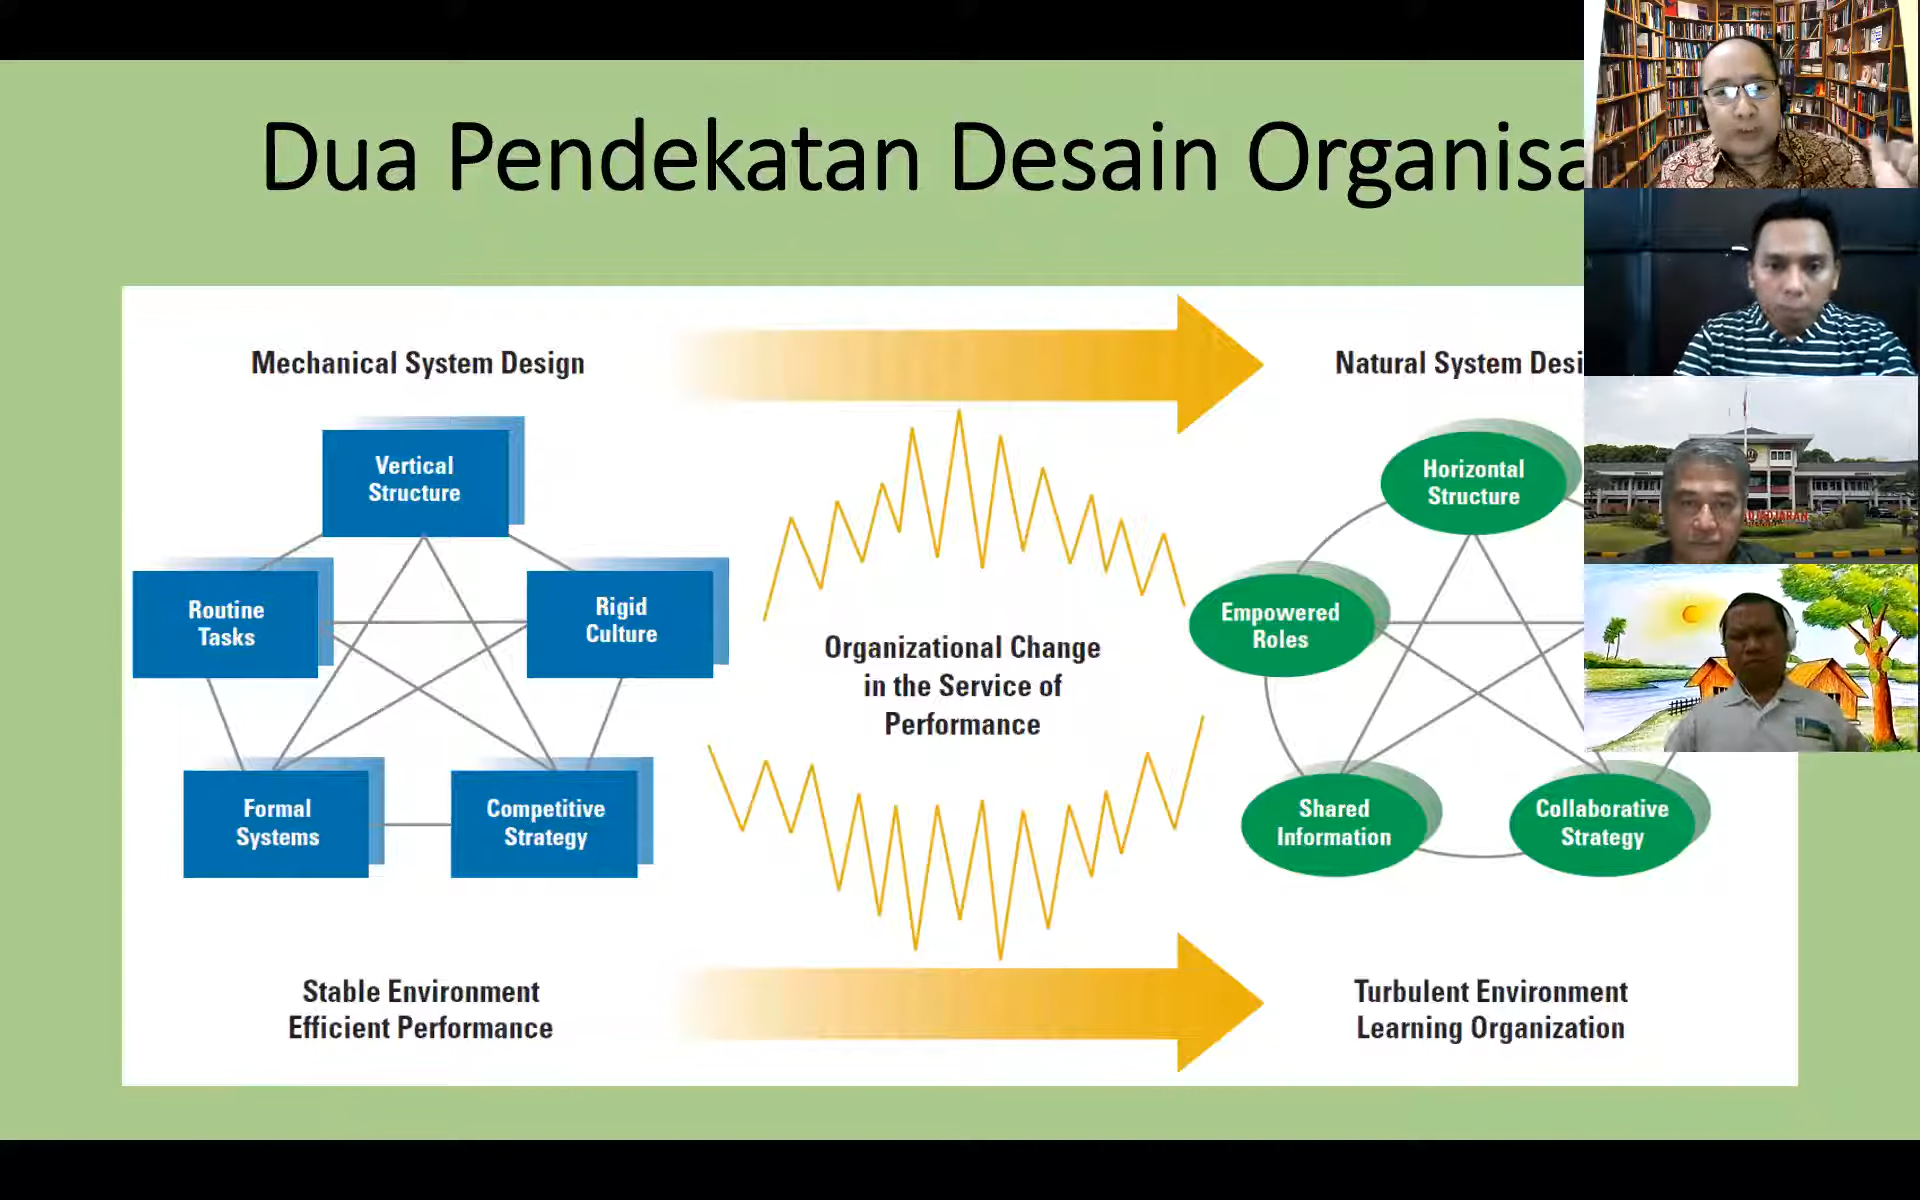 Dua Pendekatan Desain Organisa
Mechanical System Design
Natural System Desi
Vertical
Structure
Routine
Tasks
Rigid
Culture
Formal
Systems
Competitive
Strategy
Organizational Change
in the Service of
Performance
Horizontal
Structure
Empowered
Roles
Shared
Information
Collaborative
Strategy
Stable Environment
Efficient Performance
Turbulent Environment
Learning Organization